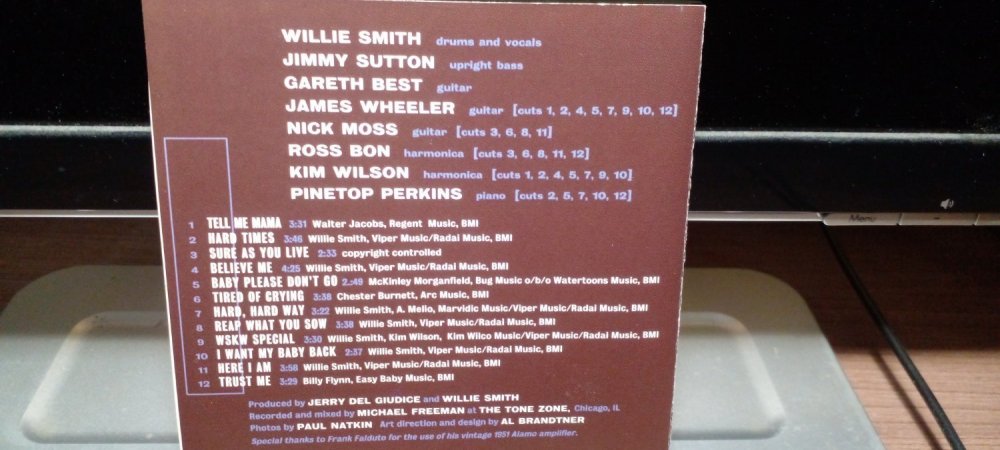 WILLIE SMITH drums and vocals
JIMMY SUTTON upright bass
GARETH BEST guitar
JAMES WHEELER guitar [cuts 1, 2, 4, 5, 7, 9, 10, 12]
NICK MOSS guitar [cuts 3, 6, 8, 11]
ROSS BON harmonica [cuts 3, 6, 8, 11, 12]
KIM WILSON harmonica [cuts 1, 2, 4, 5, 7, 9, 10]
PINETOP PERKINS piano [cuts 2, 5, 7, 10, 12]
1 TELL ME MAMA 3:31 Walter Jacobs, Regent Music, BMI
2 HARD TIMES 3:46 Willie Smith, Viper Music/Radal Music, BMI
3 SURE AS YOU LIVE 2:33 copyright controlled
4 BELIEVE ME 4:25 Willie Smith, Viper Music/Radal Music, BMI
5 BABY PLEASE DON'T GO 2:49 McKinley Morganfield, Bug Music o/b/o Watertoons Music, BMI
6 TIRED OF CRYING 3:38 Chester Burnett, Arc Music, BMI
7 HARD, HARD WAY 3:22 Willie Smith, A. Mello, Marvidic Music/Viper Music/Radal Music, BMI
8 REAP WHAT YOU SOW 3:38 Willie Smith, Viper Music/Radal Music, BMI
9 WSKW SPECIAL 3:30 Willie Smith, Kim Wilson, Kim Wilco Music/Viper Music/Radal Music, BMI
10 I WANT MY BABY BACK 2:37 Willie Smith, Viper Music/Radal Music, BMI
11 HERE I AM 3:58 Willie Smith, Viper Music/Radal Music, BMI
12 TRUST ME 3:29 Billy Flynn, Easy Baby Music, BMI
Produced by JERRY DEL GIUDICE and WILLIE SMITH
Recorded and mixed by MICHAEL FREEMAN at THE TONE ZONE, Chicago, IL
Photos by PAUL NATKIN Art direction and design by AL BRANDTNER
Special thanks to Frank Falduto for the use of his vintage 1951 Alamo amplifier.
Menu